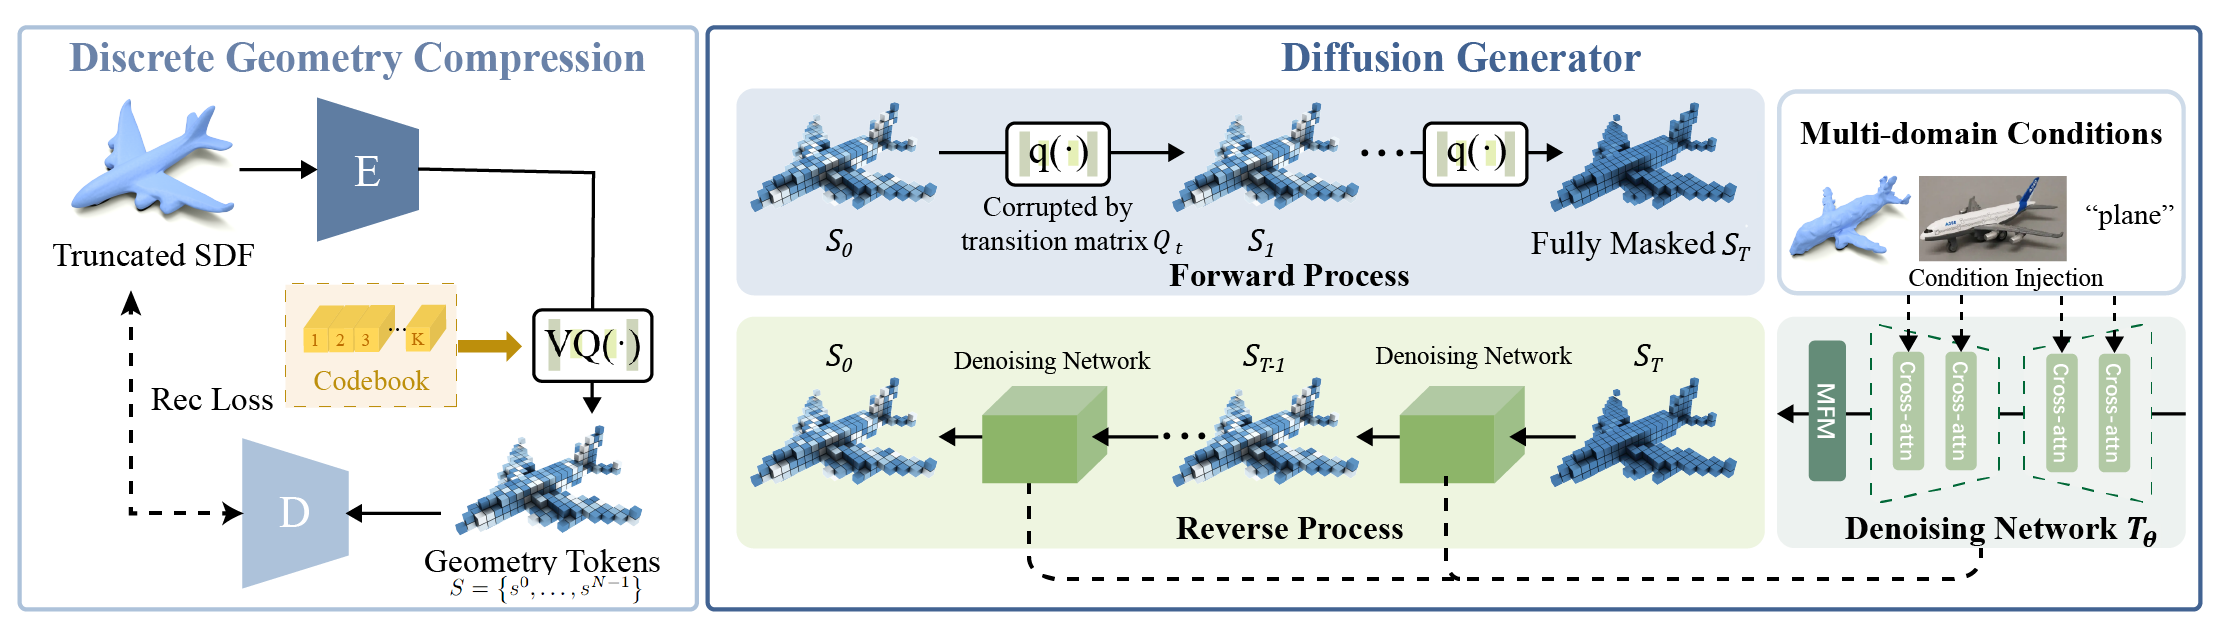 Discrete Geometry Compression
E
Truncated SDF
1 2 3 ... K
Codebook
VQ(·)
Rec Loss
D
Geometry Tokens
S = {s^0, ..., s^{N−1}}
Diffusion Generator
q(·)
... q(·)
Corrupted by
transition matrix Q_t
S_0
S_1
Fully Masked S_T
Forward Process
S_0
Denoising Network
S_{T-1}
Denoising Network
S_T
...
Reverse Process
Multi-domain Conditions
“plane”
Condition Injection
MFM
Cross-attn
Cross-attn
Cross-attn
Cross-attn
Denoising Network T_θ